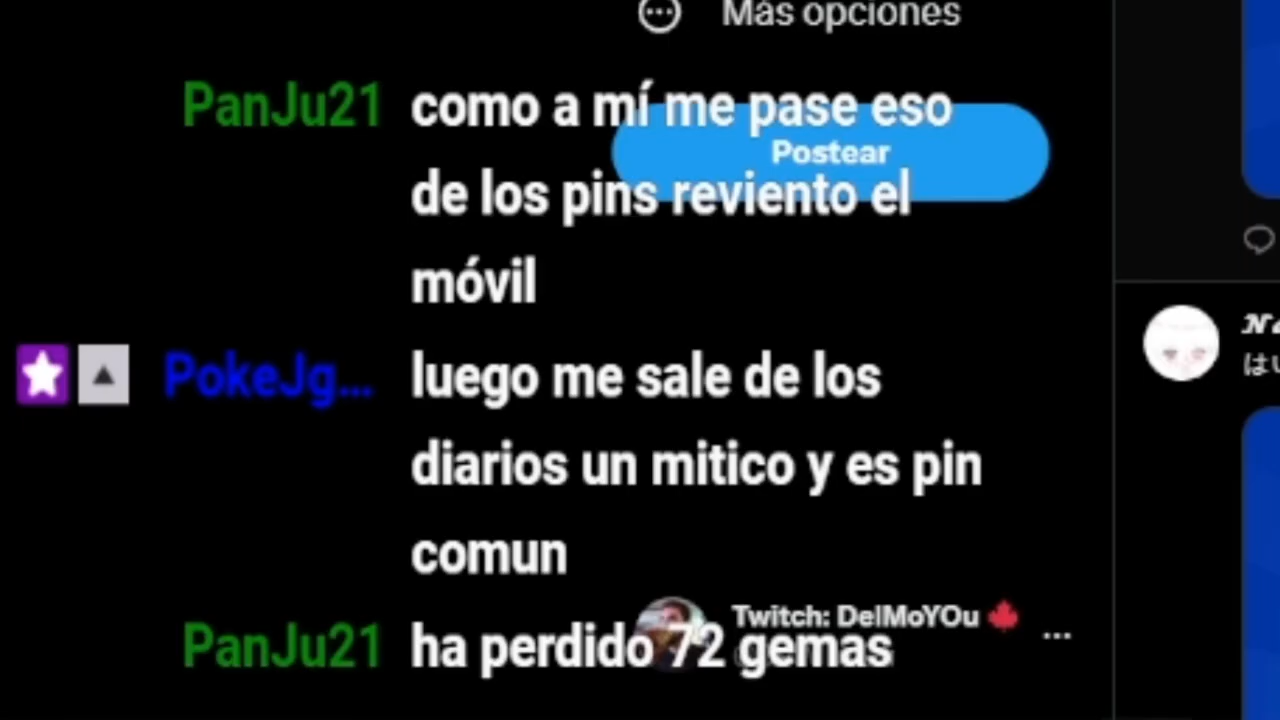 Más opciones
PanJu21 como a mí me pase eso
Postear
de los pins reviento el
móvil
PokeJg... luego me sale de los
diarios un mitico y es pin
comun
Twitch: DelMoYOu 🍁
PanJu21 ha perdido 72 gemas